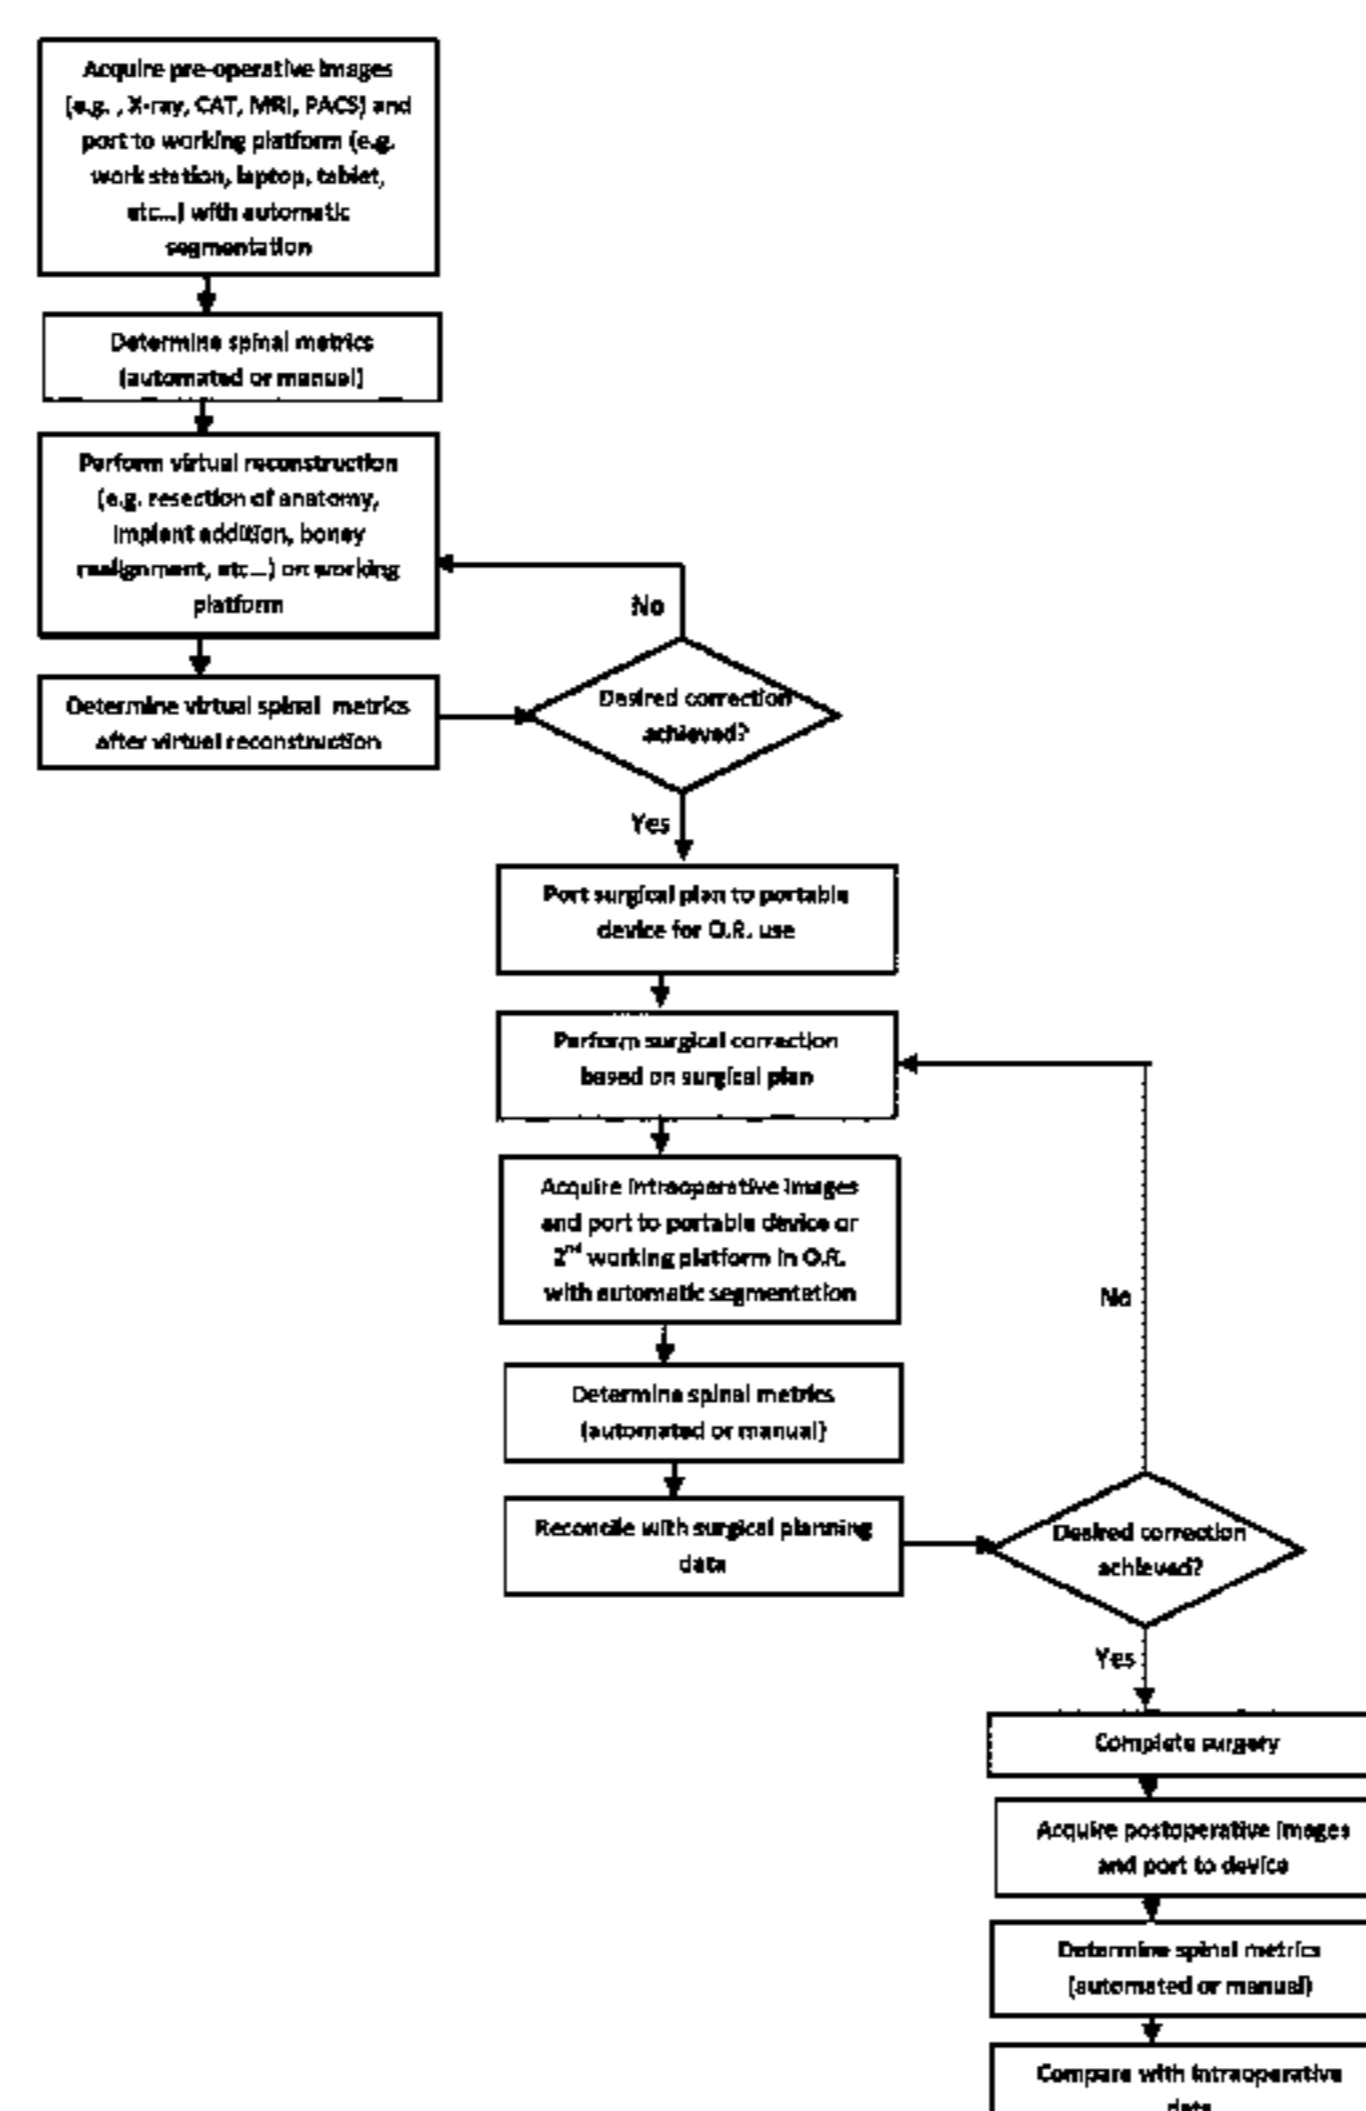 Acquire pre-operative images
(e.g. , X-ray, CAT, MRI, PACS) and
port to working platform (e.g.
work station, laptop, tablet,
etc...) with automatic
segmentation
Determine spinal metrics
(automated or manual)
Perform virtual reconstruction
(e.g. resection of anatomy,
implant addition, boney
realignment, etc...) on working
platform
No
Determine virtual spinal metrics
after virtual reconstruction
Desired correction
achieved?
Yes
Port surgical plan to portable
device for O.R. use
Perform surgical correction
based on surgical plan
Acquire intraoperative images
and port to portable device or
2nd working platform in O.R.
with automatic segmentation
No
Determine spinal metrics
(automated or manual)
Reconcile with surgical planning
data
Desired correction
achieved?
Yes
Complete surgery
Acquire postoperative images
and port to device
Determine spinal metrics
(automated or manual)
Compare with intraoperative
data